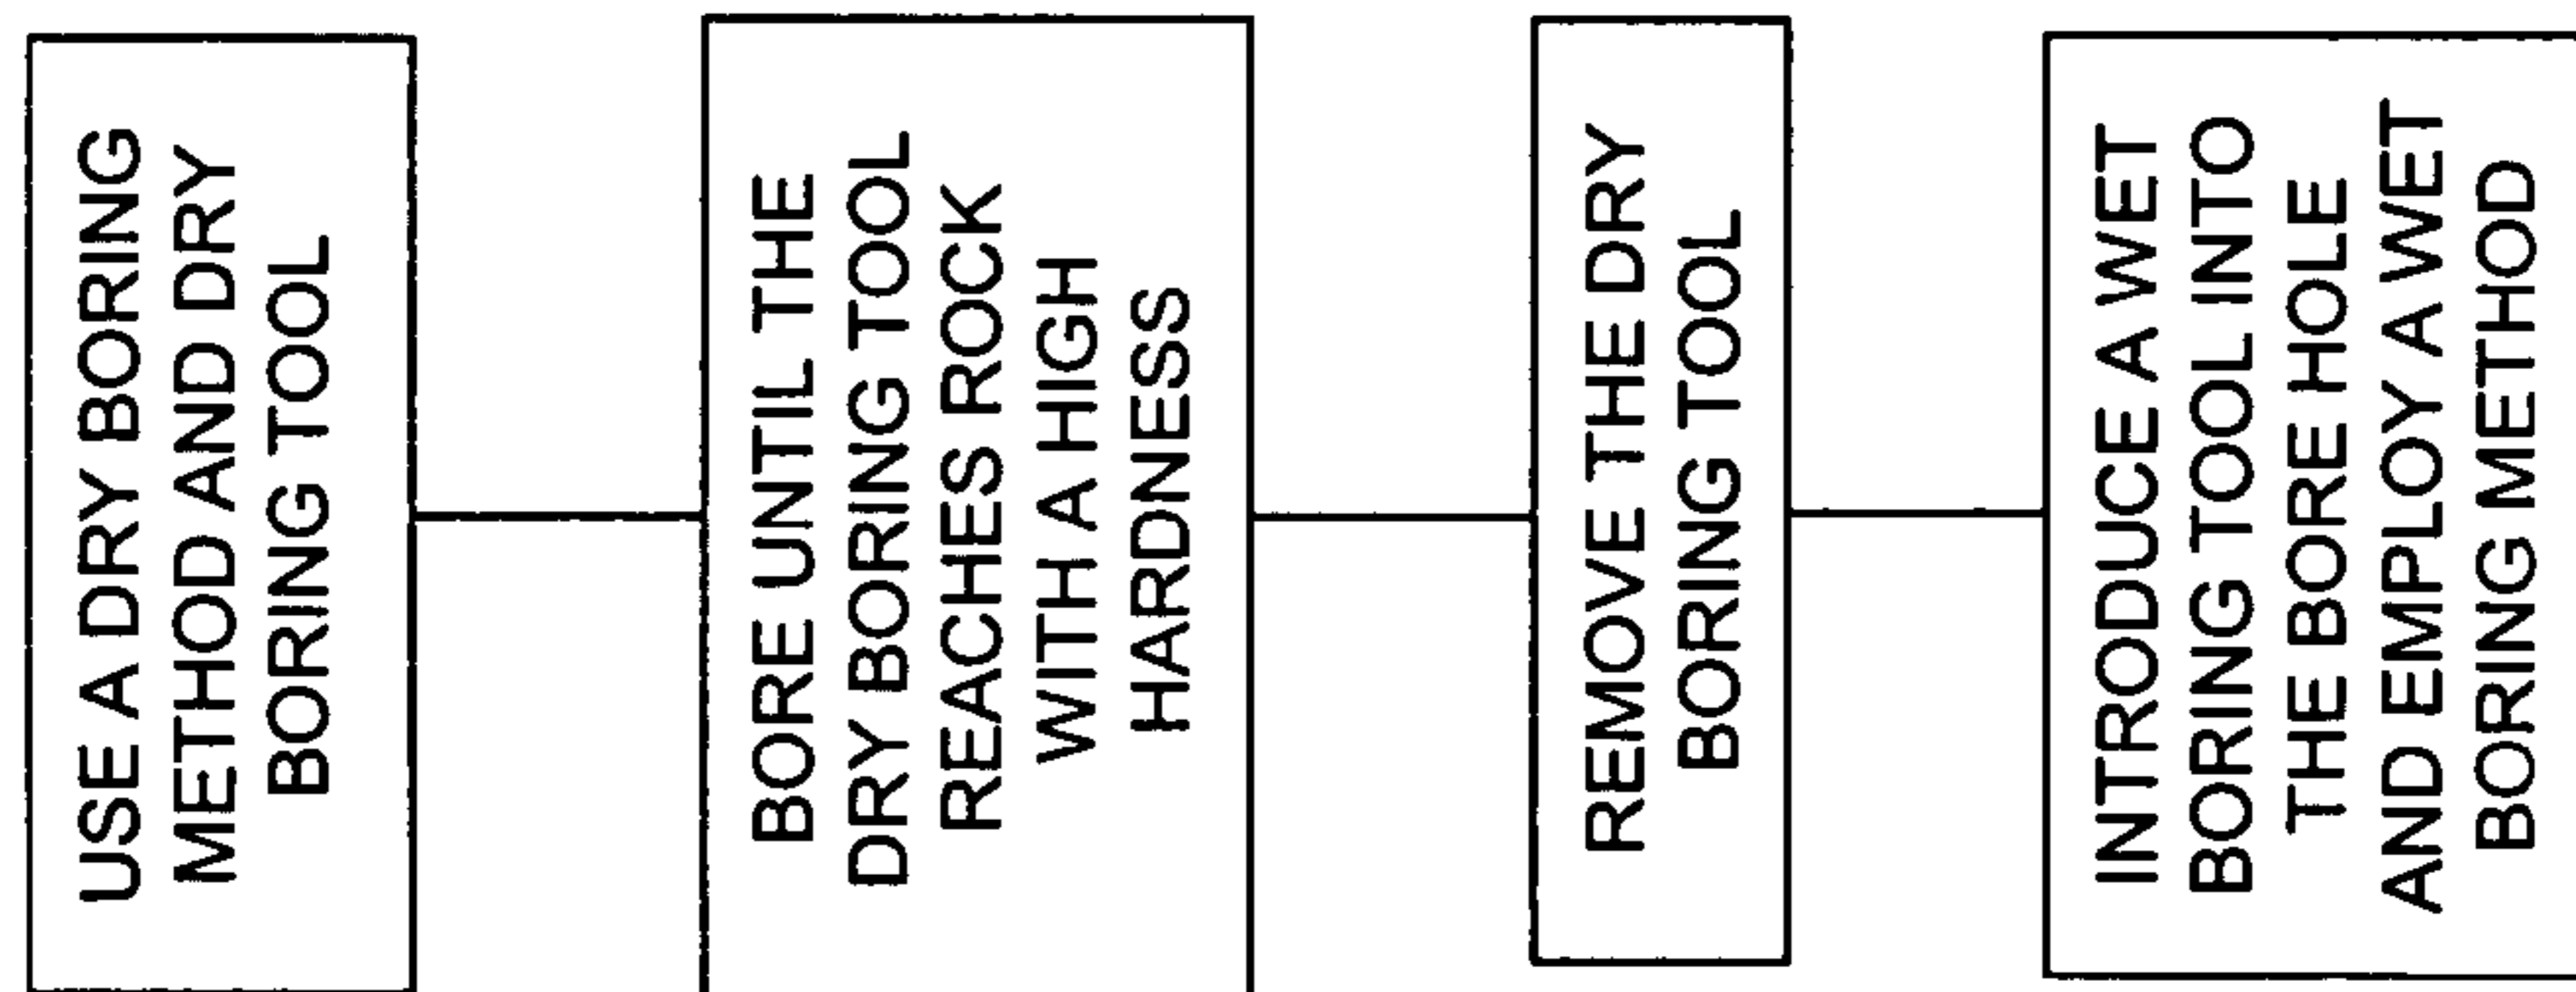 USE A DRY BORING
METHOD AND DRY
BORING TOOL
BORE UNTIL THE
DRY BORING TOOL
REACHES ROCK
WITH A HIGH
HARDNESS
REMOVE THE DRY
BORING TOOL
INTRODUCE A WET
BORING TOOL INTO
THE BORE HOLE
AND EMPLOY A WET
BORING METHOD